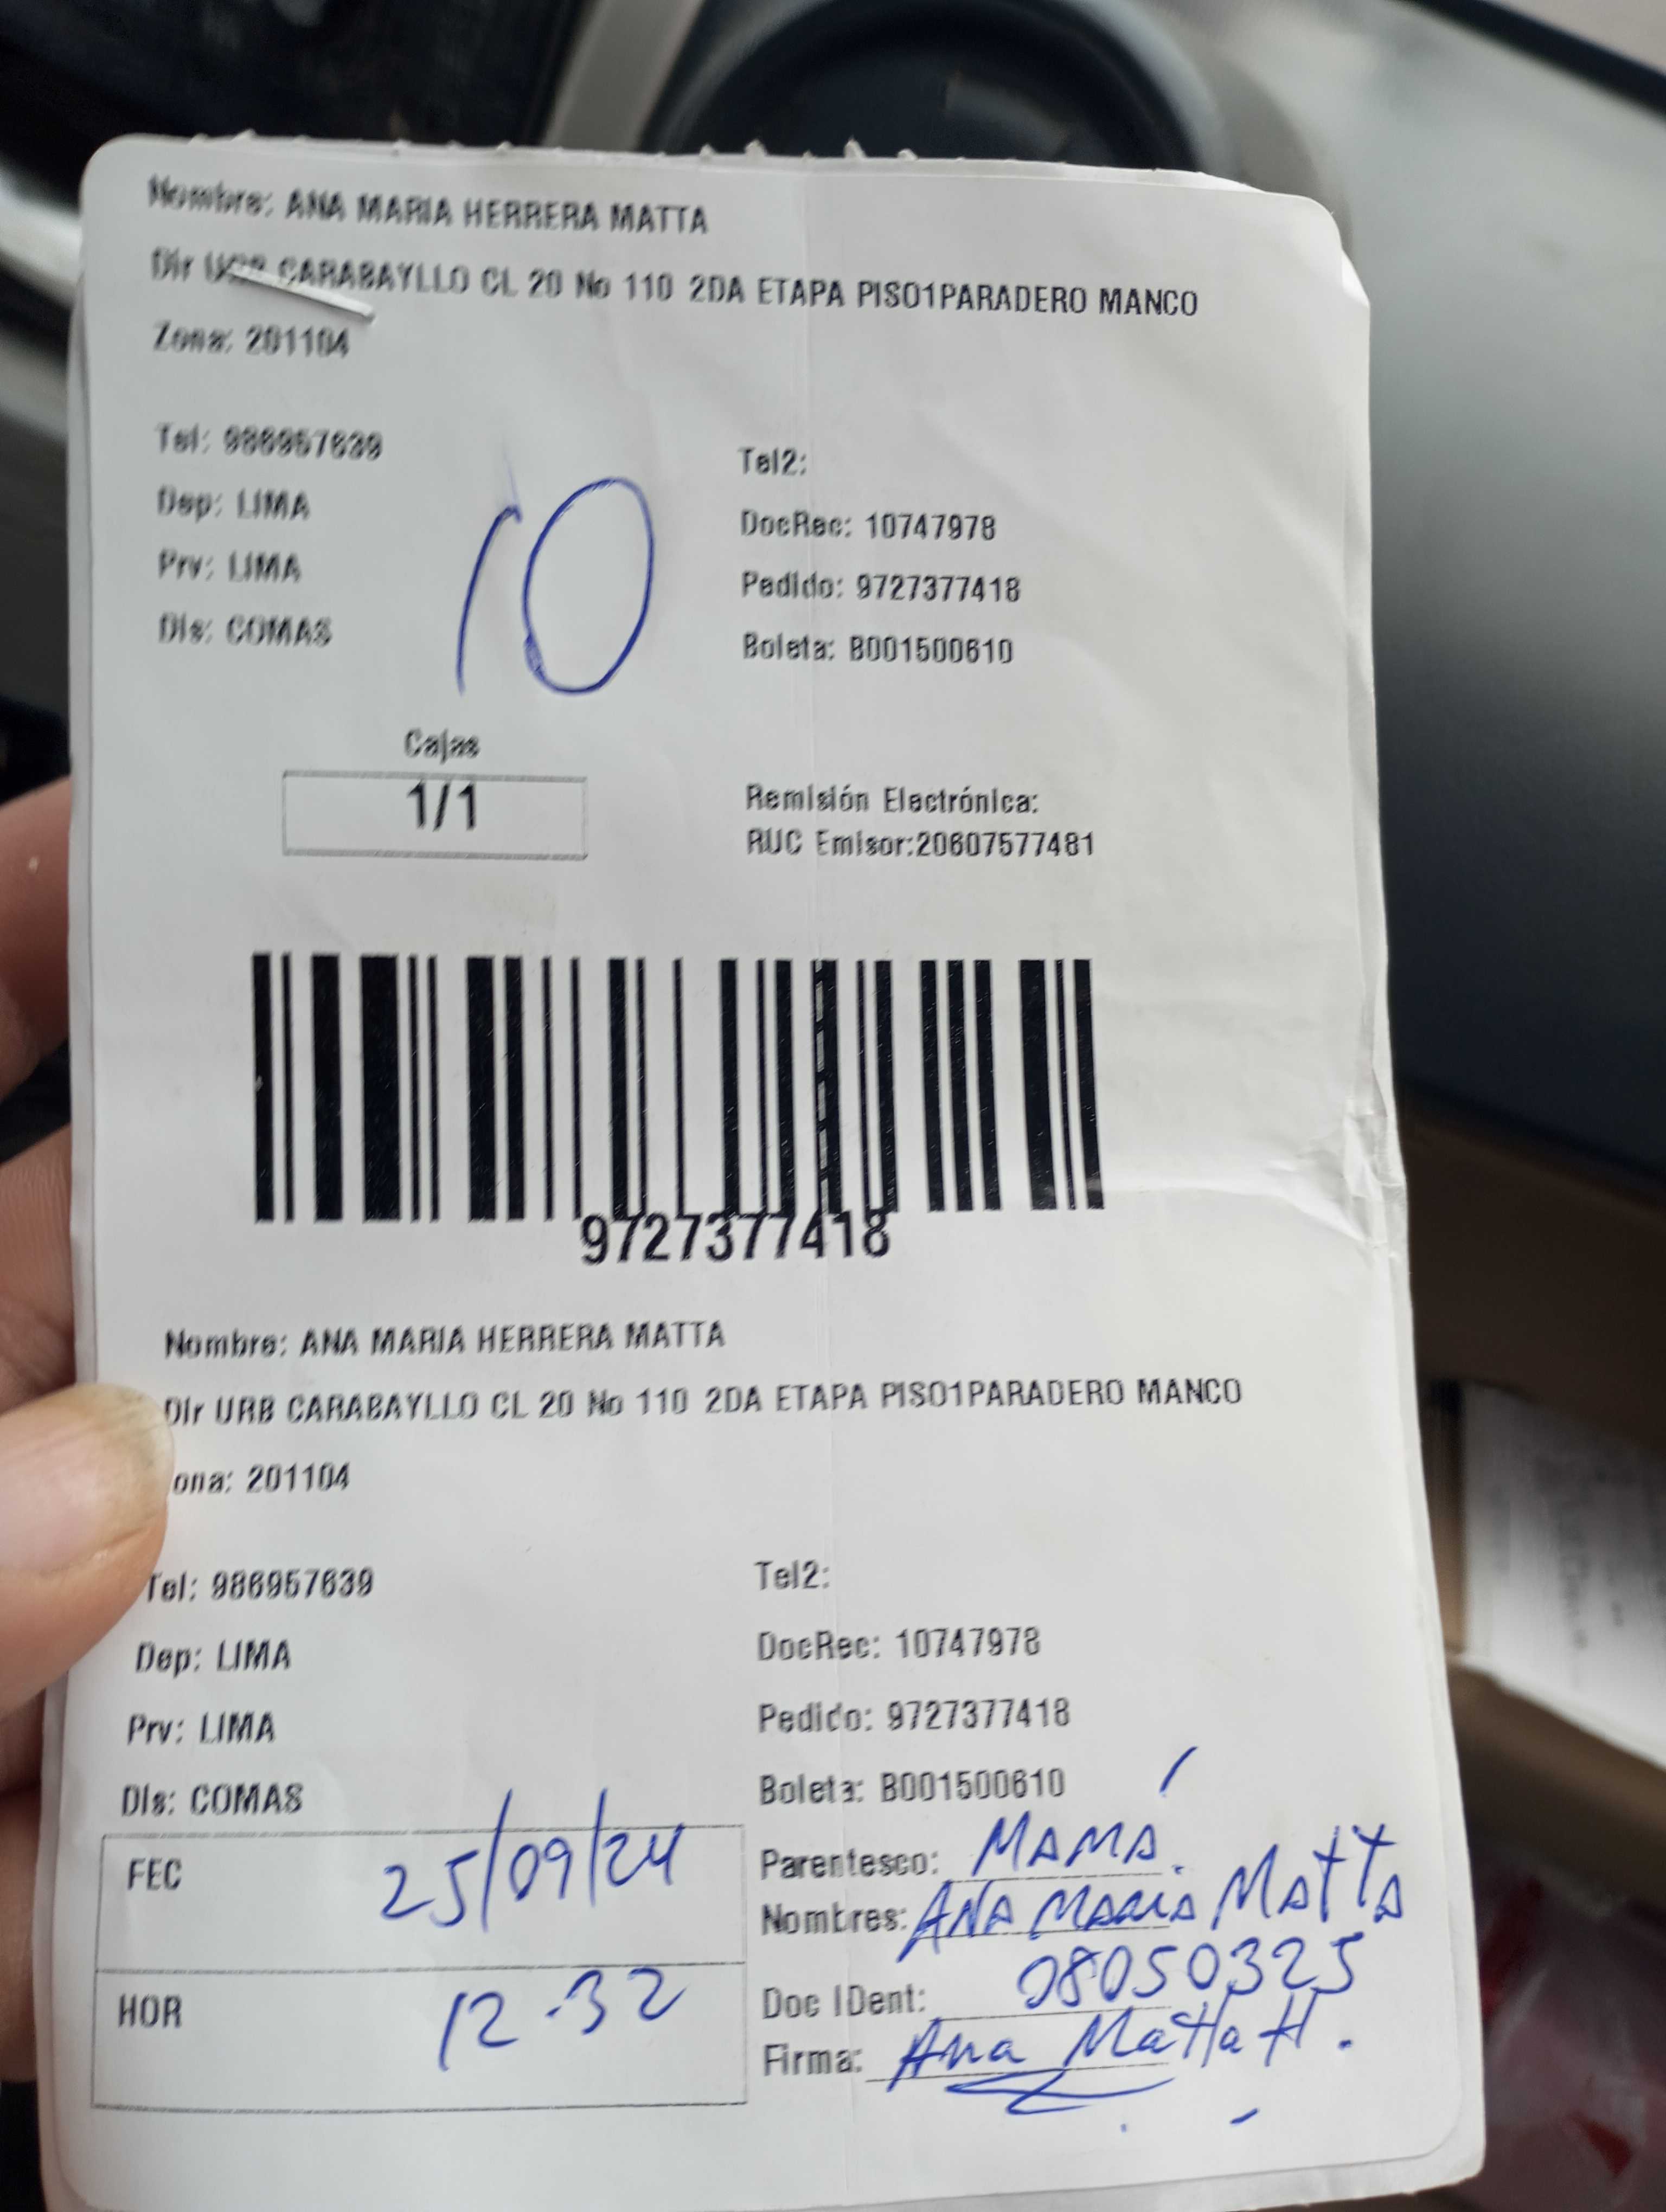 Nombre: ANA MARIA HERRERA MATTA
Dir URB CARABAYLLO CL 20 No 110 2DA ETAPA PISO1PARADERO MANCO
Zona: 201104
Tel: 986957639
Tel2:
Dep: LIMA
DocRec: 10747978
Prv: LIMA
Pedido: 9727377418
Dis: COMAS
Boleta: B001500610
10
Cajas
1/1
Remisión Electrónica:
RUC Emisor:20607577481
9727377418
Nombre: ANA MARIA HERRERA MATTA
Dir URB CARABAYLLO CL 20 No 110 2DA ETAPA PISO1PARADERO MANCO
ona: 201104
Tel: 986957639
Tel2:
Dep: LIMA
DocRec: 10747978
Prv: LIMA
Pedido: 9727377418
Dis: COMAS
Boleta: B001500610
FEC 25/09/24
Parentesco: MAMÁ.
Nombres: ANA MARIA MATTA
HOR 12-32
Doc IDent: 08050325
Firma: Ana Matta H.